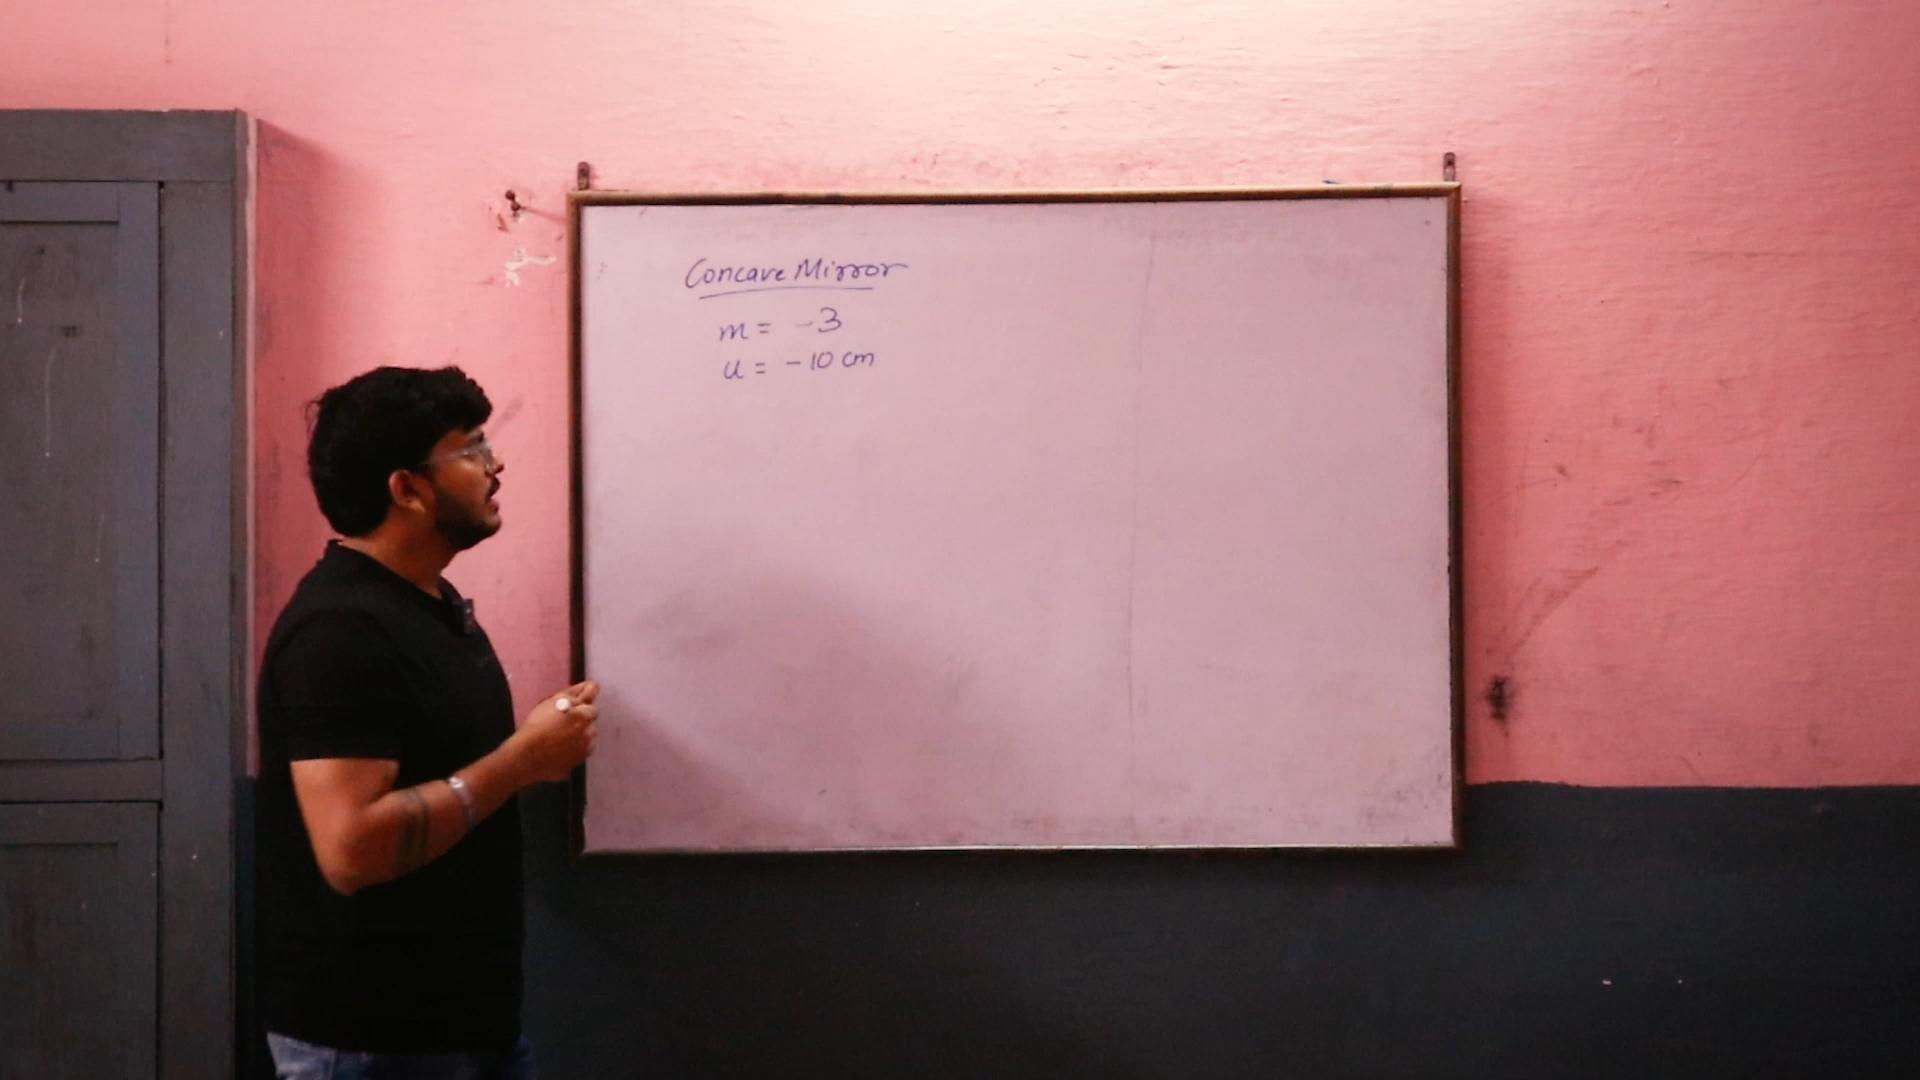 Concave Mirror
m = -3
u = -10 cm